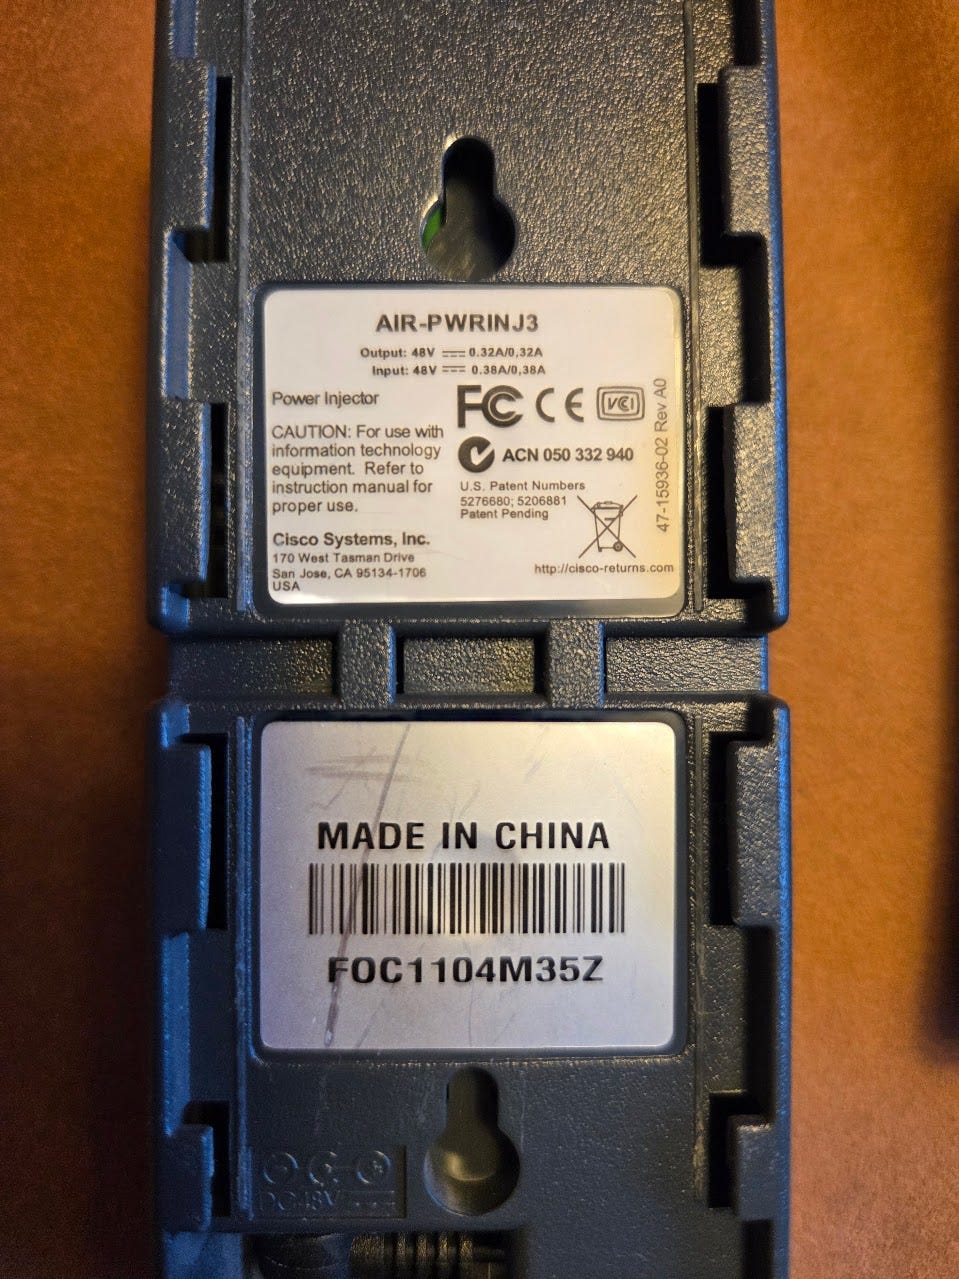 AIR-PWRINJ3
Output: 48V 0.32A/0,32A
Input: 48V 0.38A/0,38A
Power Injector
FC CE VCI
CAUTION: For use with
information technology
equipment. Refer to
instruction manual for
proper use.
ACN 050 332 940
U.S. Patent Numbers
5276680; 5206881
Patent Pending
Cisco Systems, Inc.
170 West Tasman Drive
San Jose, CA 95134-1706
USA
http://cisco-returns.com
47-15936-02 Rev A0
MADE IN CHINA
FOC1104M35Z
DC48V